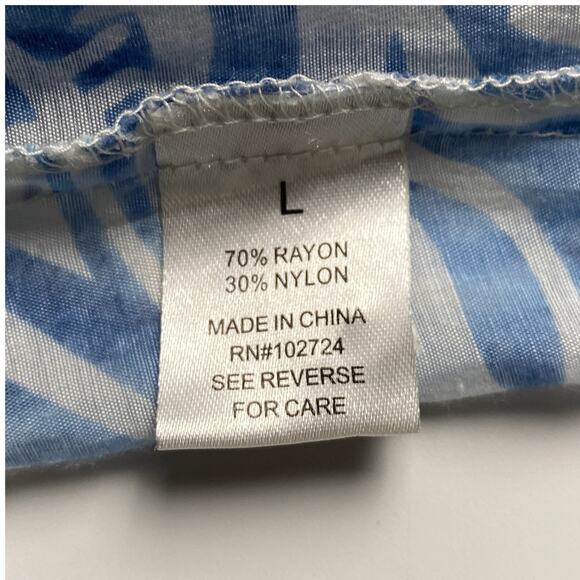 L
70% RAYON
30% NYLON
MADE IN CHINA
RN#102724
SEE REVERSE
FOR CARE